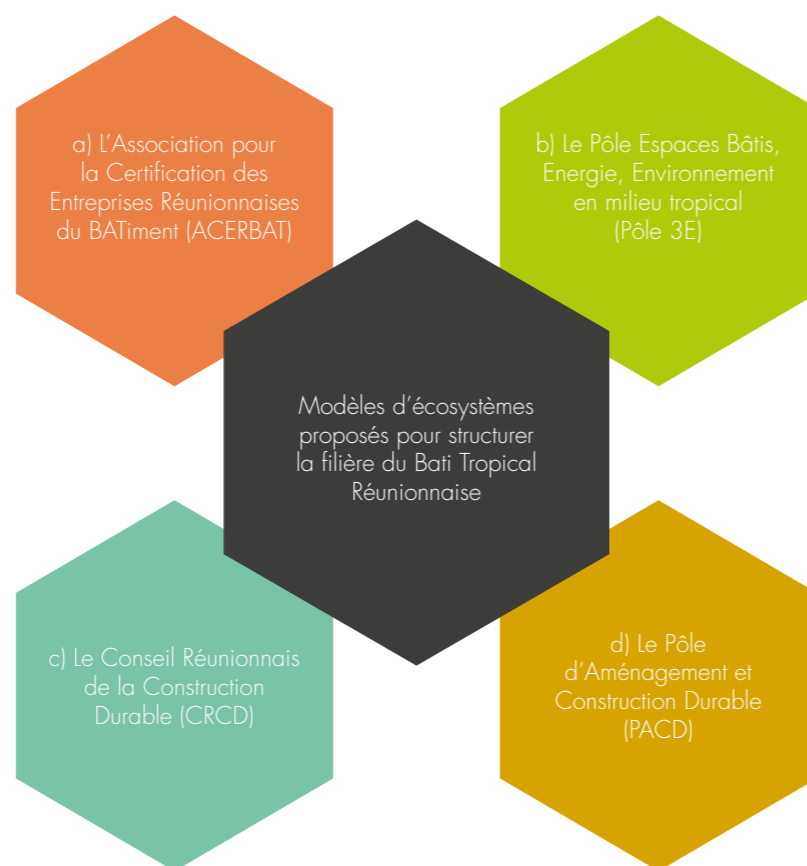 a) L'Association pour
la Certification des
Entreprises Réunionnaises
du BATiment (ACERBAT)
b) Le Pôle Espaces Bâtis,
Energie, Environnement
en milieu tropical
(Pôle 3E)
Modèles d'écosystèmes
proposés pour structurer
la filière du Bati Tropical
Réunionnaise
c) Le Conseil Réunionnais
de la Construction
Durable (CRCD)
d) Le Pôle
d'Aménagement et
Construction Durable
(PACD)